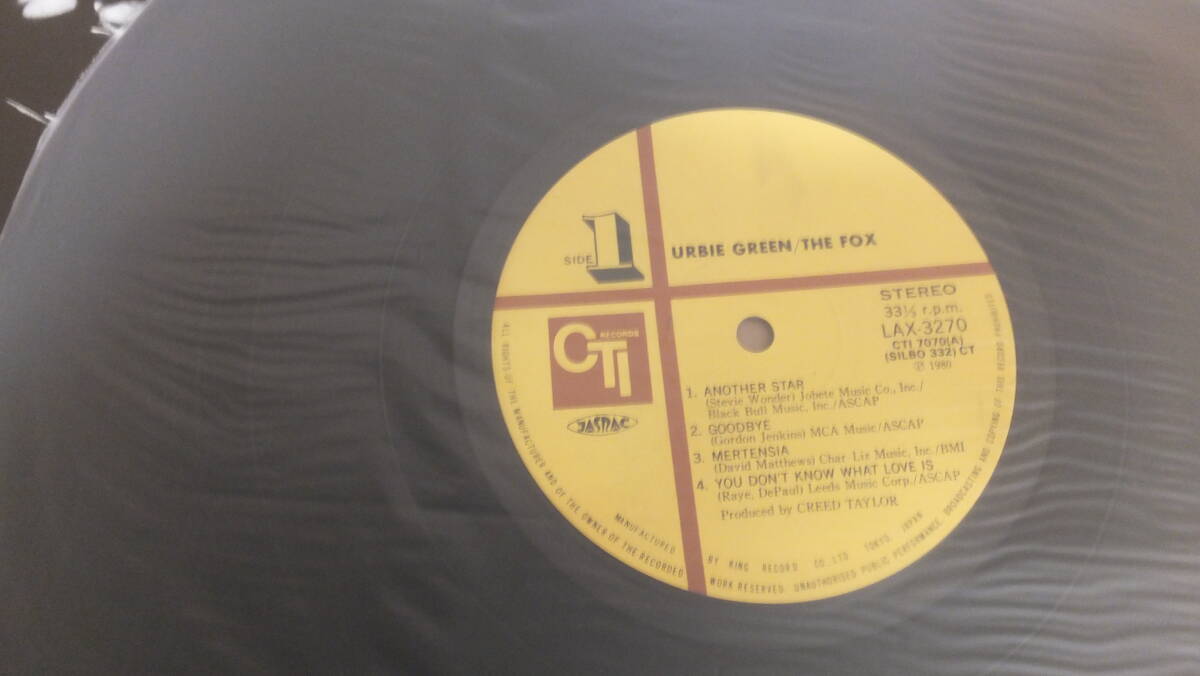 SIDE 1
URBIE GREEN/THE FOX
STEREO
33⅓ r.p.m.
LAX-3270
CTI 7070(A)
(SILBO 332) CT
Ⓟ 1980
CTI RECORDS
JASRAC
1. ANOTHER STAR
(Stevie Wonder) Jobete Music Co., Inc./
Black Bull Music, Inc./ASCAP
2. GOODBYE
(Gordon Jenkins) MCA Music/ASCAP
3. MERTENSIA
(David Matthews) Char-Liz Music, Inc./BMI
4. YOU DON'T KNOW WHAT LOVE IS
(Raye, DePaul) Leeds Music Corp./ASCAP
Produced by CREED TAYLOR
MANUFACTURED BY KING RECORD CO., LTD. TOKYO, JAPAN
ALL RIGHTS OF THE MANUFACTURER AND OF THE OWNER OF THE RECORDED WORK RESERVED. UNAUTHORISED PUBLIC PERFORMANCE, BROADCASTING AND COPYING OF THIS RECORD PROHIBITED